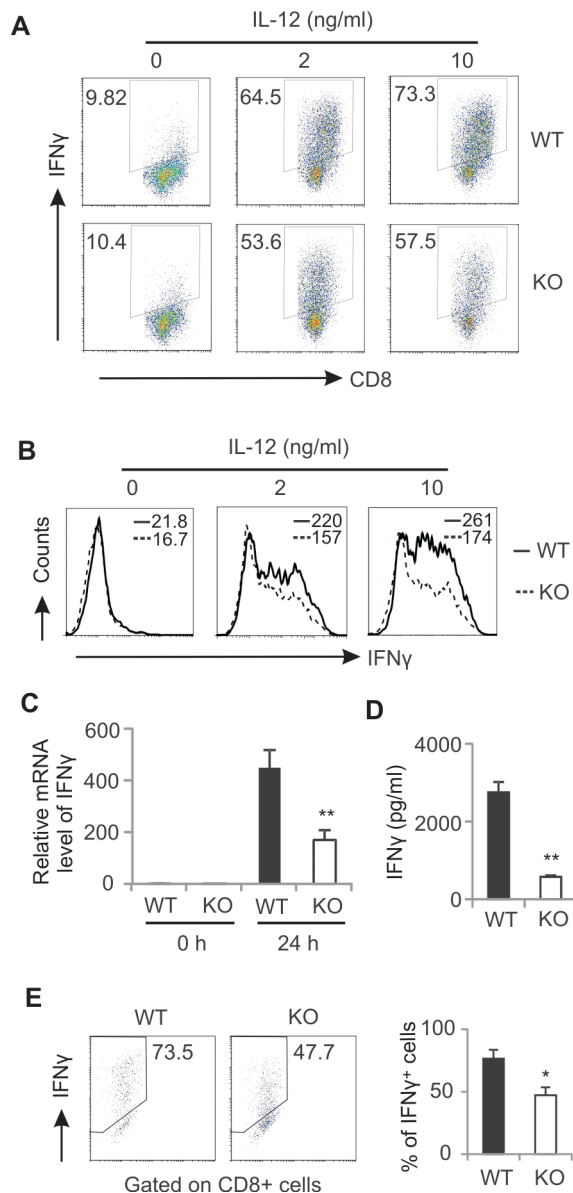 A
IL-12 (ng/ml)
0 2 10
9.82 64.5 73.3
WT
10.4 53.6 57.5
KO
IFNγ
CD8
B
IL-12 (ng/ml)
0 2 10
21.8 220 261
16.7 157 174
WT
KO
Counts
IFNγ
C
Relative mRNA
level of IFNγ
600
400
200
0
**
WT KO WT KO
0 h 24 h
D
IFNγ (pg/ml)
4000
2000
0
**
WT KO
E
WT KO
73.5 47.7
IFNγ
Gated on CD8+ cells
% of IFNγ+ cells
100
50
0
*
WT KO